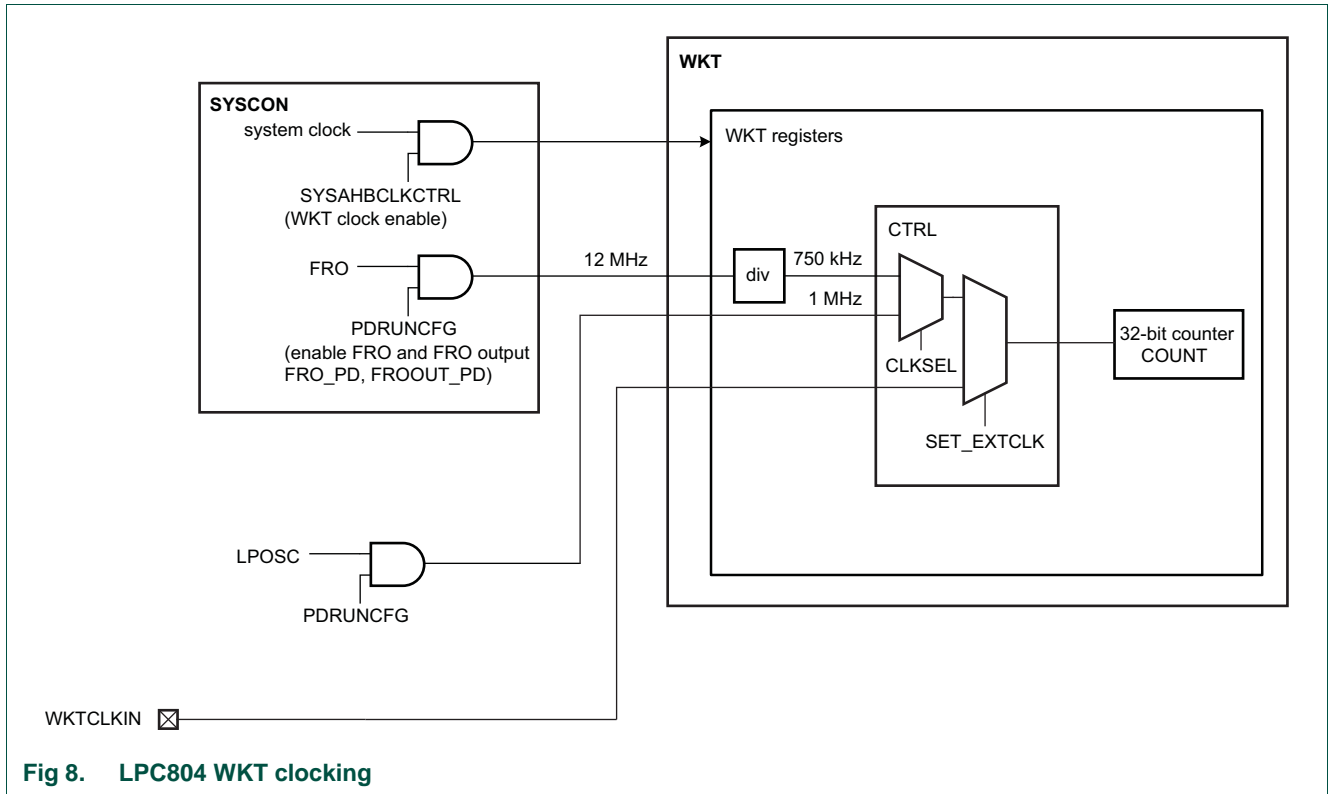 WKT
SYSCON
system clock
WKT registers
SYSAHBCLKCTRL
(WKT clock enable)
CTRL
FRO
12 MHz
div
750 kHz
1 MHz
PDRUNCFG
(enable FRO and FRO output
FRO_PD, FROOUT_PD)
CLKSEL
32-bit counter
COUNT
SET_EXTCLK
LPOSC
PDRUNCFG
WKTCLKIN
Fig 8. LPC804 WKT clocking